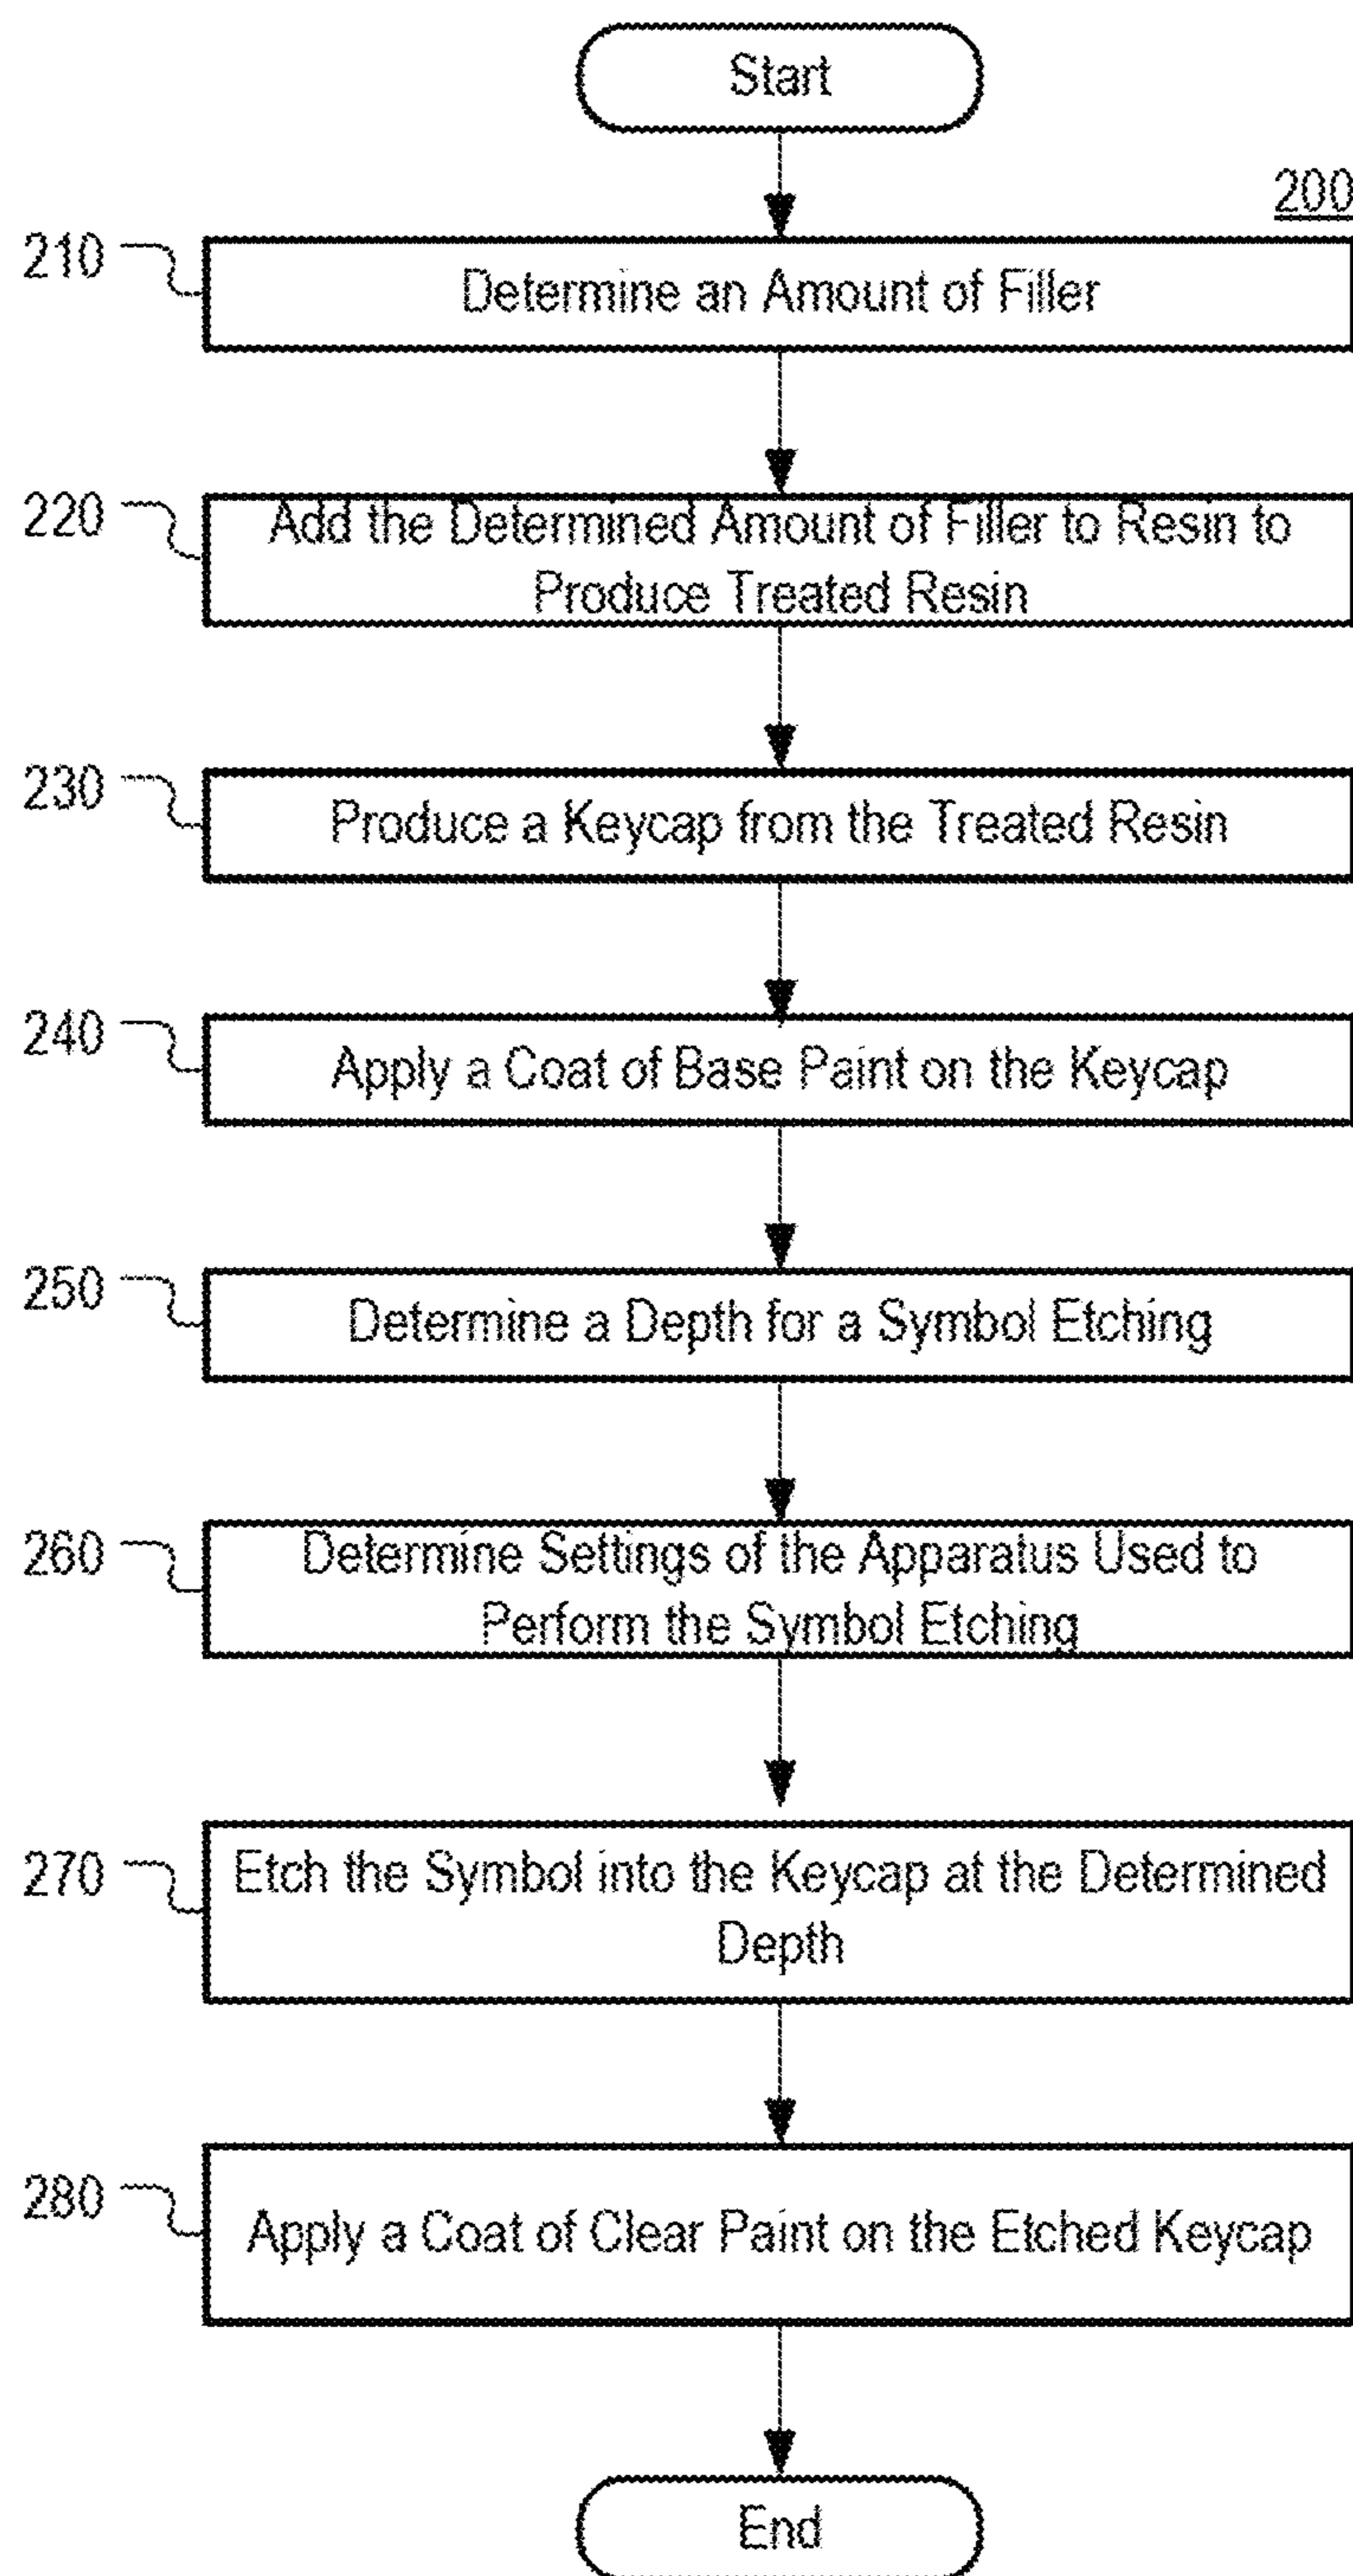 Start
200
210
Determine an Amount of Filler
220
Add the Determined Amount of Filler to Resin to
Produce Treated Resin
230
Produce a Keycap from the Treated Resin
240
Apply a Coat of Base Paint on the Keycap
250
Determine a Depth for a Symbol Etching
260
Determine Settings of the Apparatus Used to
Perform the Symbol Etching
270
Etch the Symbol into the Keycap at the Determined
Depth
280
Apply a Coat of Clear Paint on the Etched Keycap
End